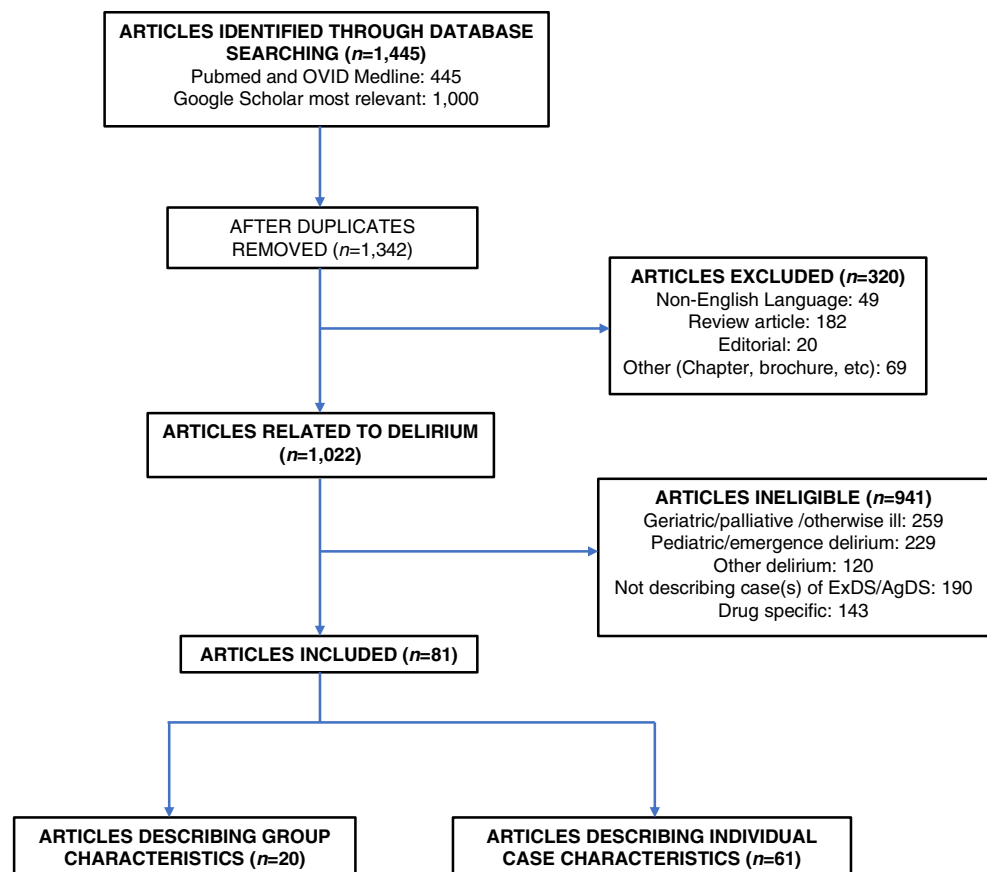 ARTICLES IDENTIFIED THROUGH DATABASE
SEARCHING (n=1,445)
Pubmed and OVID Medline: 445
Google Scholar most relevant: 1,000
AFTER DUPLICATES
REMOVED (n=1,342)
ARTICLES EXCLUDED (n=320)
Non-English Language: 49
Review article: 182
Editorial: 20
Other (Chapter, brochure, etc): 69
ARTICLES RELATED TO DELIRIUM
(n=1,022)
ARTICLES INELIGIBLE (n=941)
Geriatric/palliative /otherwise ill: 259
Pediatric/emergence delirium: 229
Other delirium: 120
Not describing case(s) of ExDS/AgDS: 190
Drug specific: 143
ARTICLES INCLUDED (n=81)
ARTICLES DESCRIBING GROUP
CHARACTERISTICS (n=20)
ARTICLES DESCRIBING INDIVIDUAL
CASE CHARACTERISTICS (n=61)